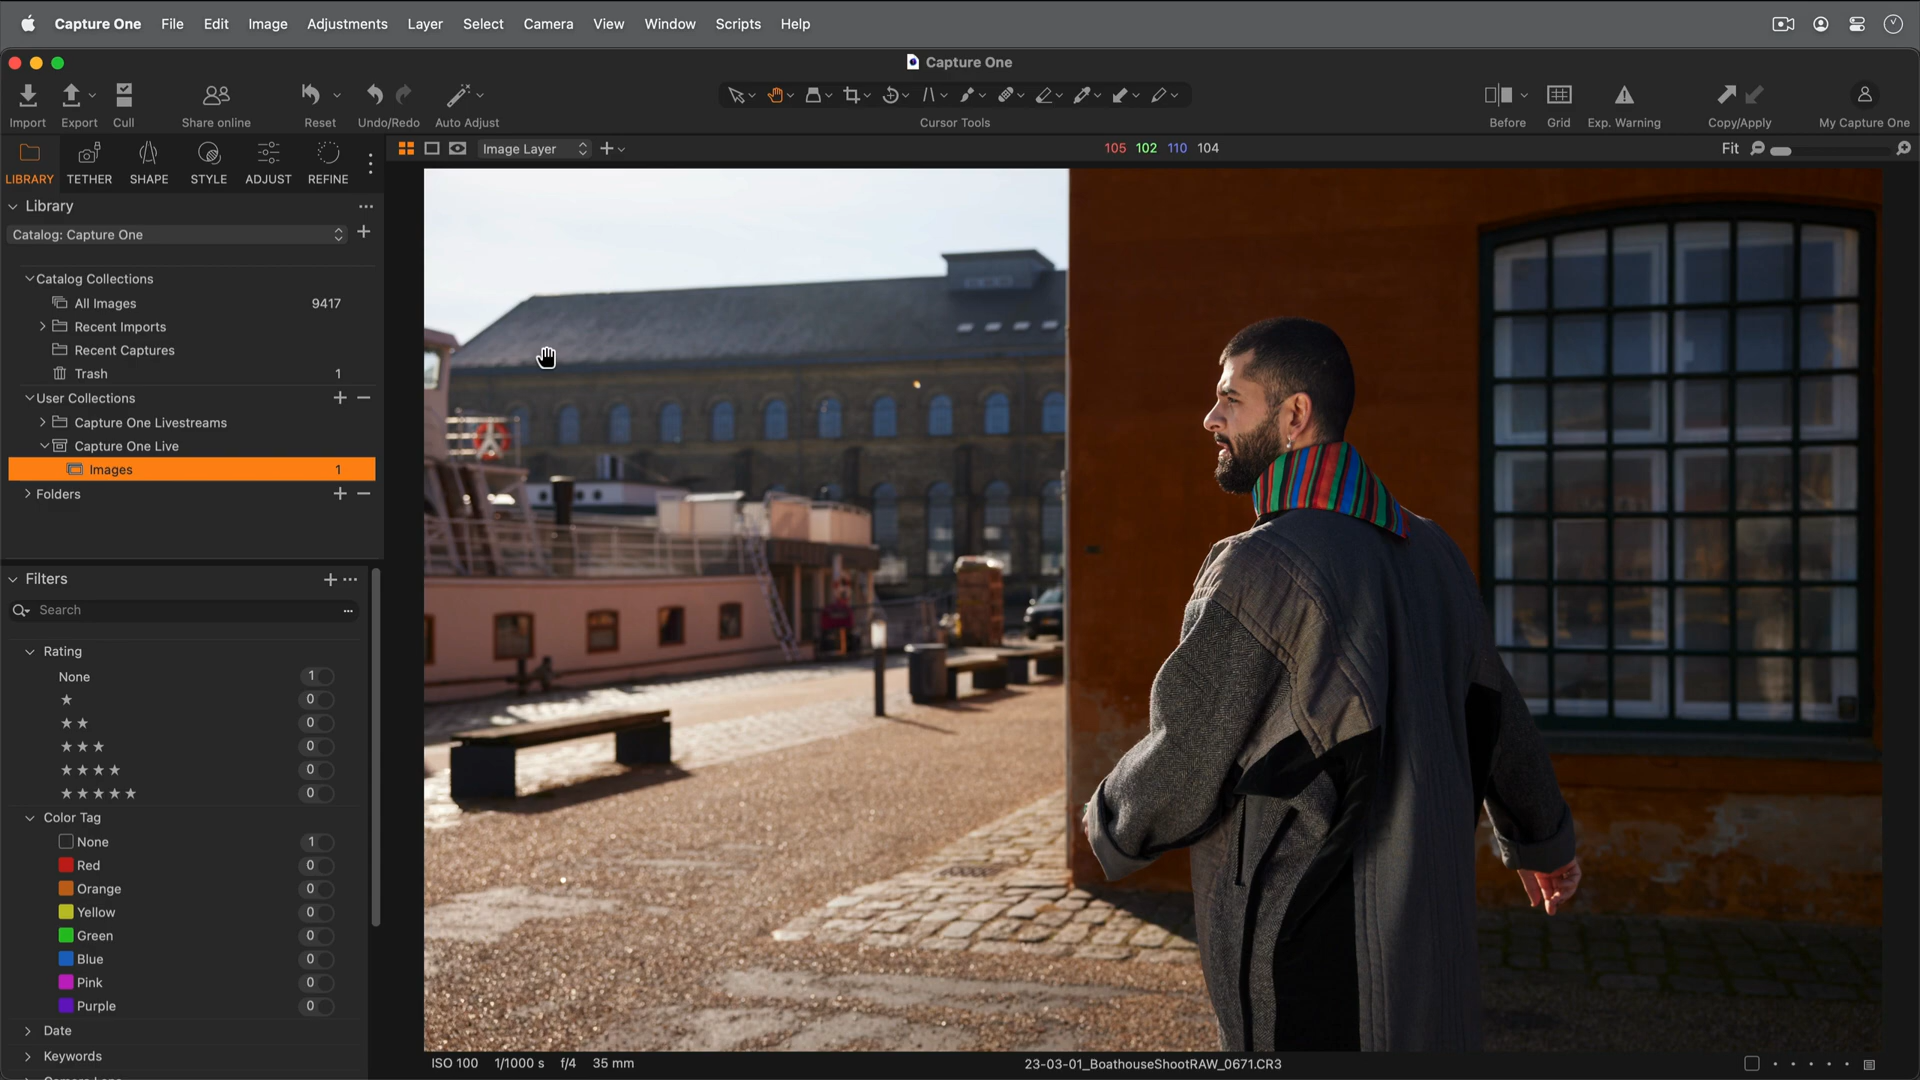 Capture One File Edit Image Adjustments Layer Select Camera View Window Scripts Help
Capture One
Import Export Cull Share online Reset Undo/Redo Auto Adjust Cursor Tools Before Grid Exp. Warning Copy/Apply My Capture One
LIBRARY TETHER SHAPE STYLE ADJUST REFINE
Image Layer 105 102 110 104 Fit
Library
Catalog: Capture One
Catalog Collections
All Images 9417
Recent Imports
Recent Captures
Trash 1
User Collections
Capture One Livestreams
Capture One Live
Images 1
Folders
Filters
Search
Rating
None 1
0
0
0
0
0
Color Tag
None 1
Red 0
Orange 0
Yellow 0
Green 0
Blue 0
Pink 0
Purple 0
Date
Keywords
ISO 100 1/1000 s f/4 35 mm 23-03-01_BoathouseShootRAW_0671.CR3